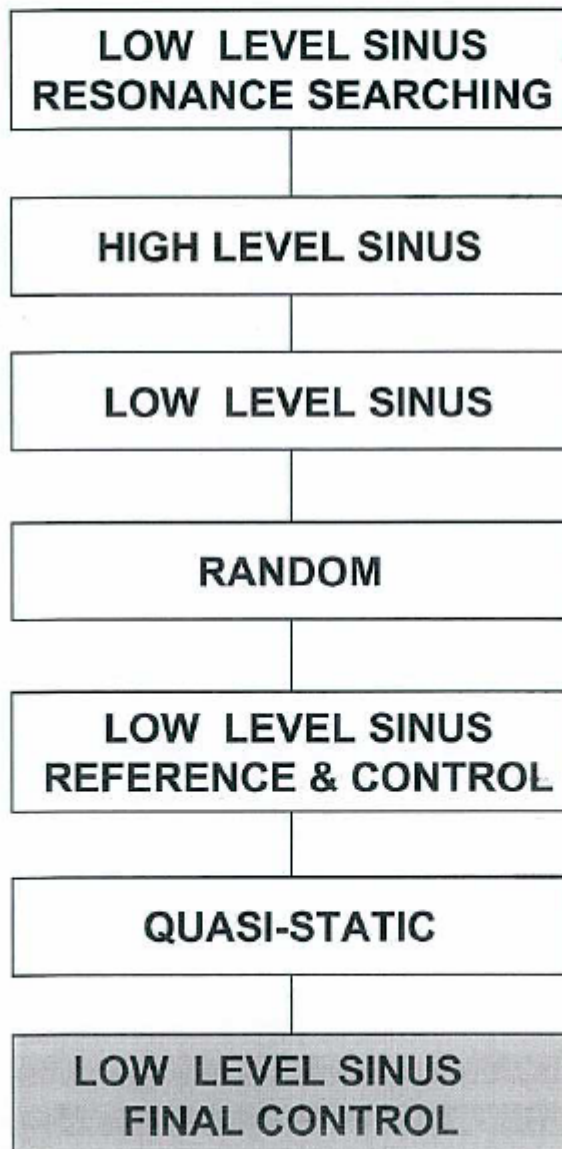 LOW LEVEL SINUS
RESONANCE SEARCHING
HIGH LEVEL SINUS
LOW LEVEL SINUS
RANDOM
LOW LEVEL SINUS
REFERENCE & CONTROL
QUASI-STATIC
LOW LEVEL SINUS
FINAL CONTROL